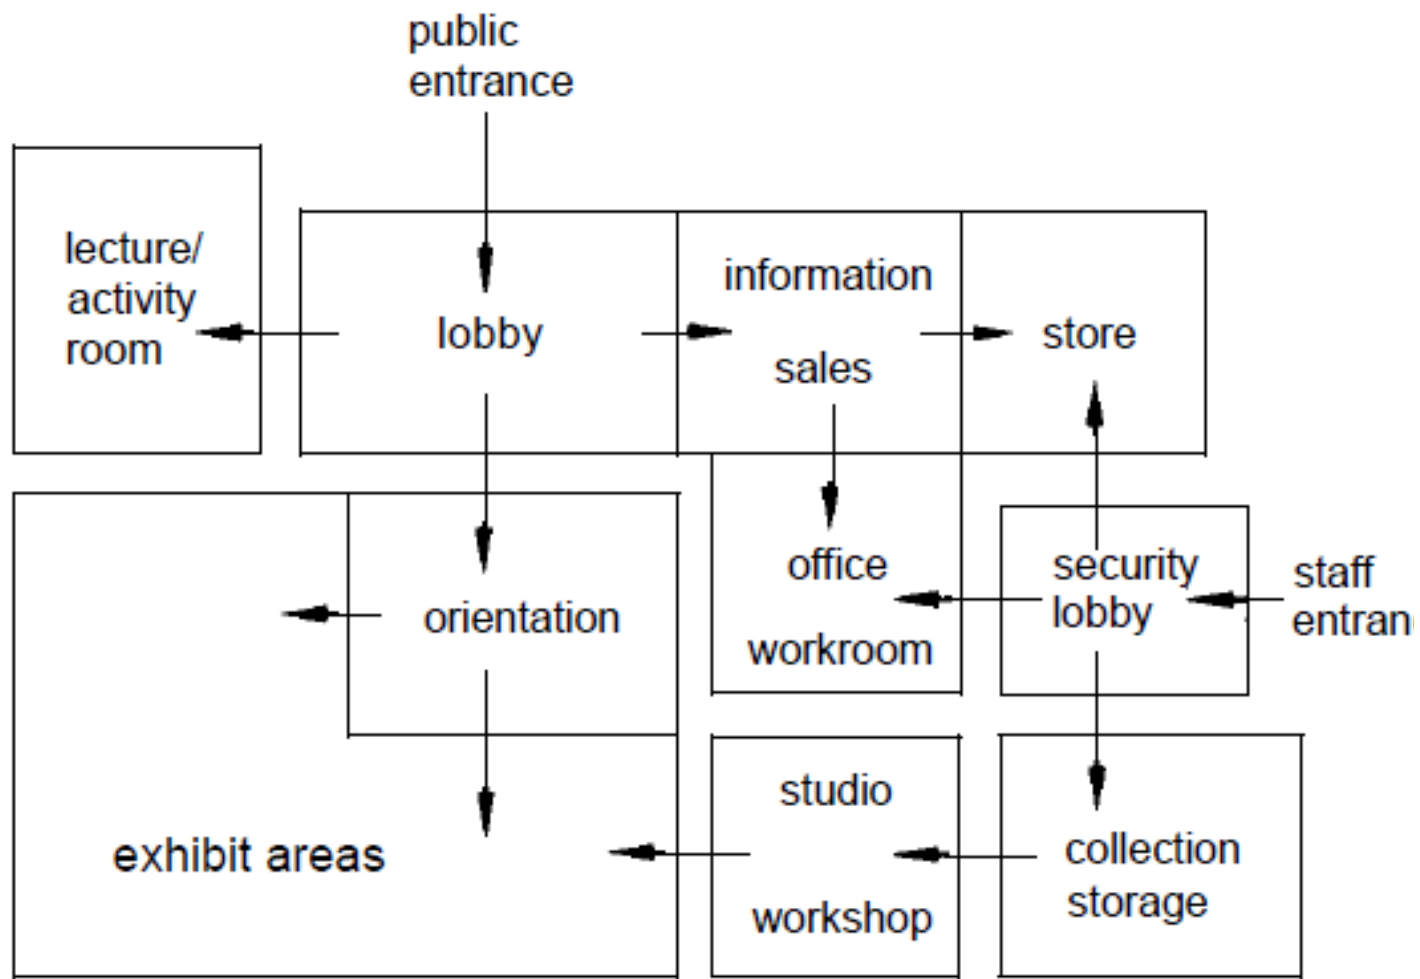 public
entrance
lecture/
activity
room
lobby
information
sales
store
orientation
office
workroom
security
lobby
staff
entran
exhibit areas
studio
workshop
collection
storage